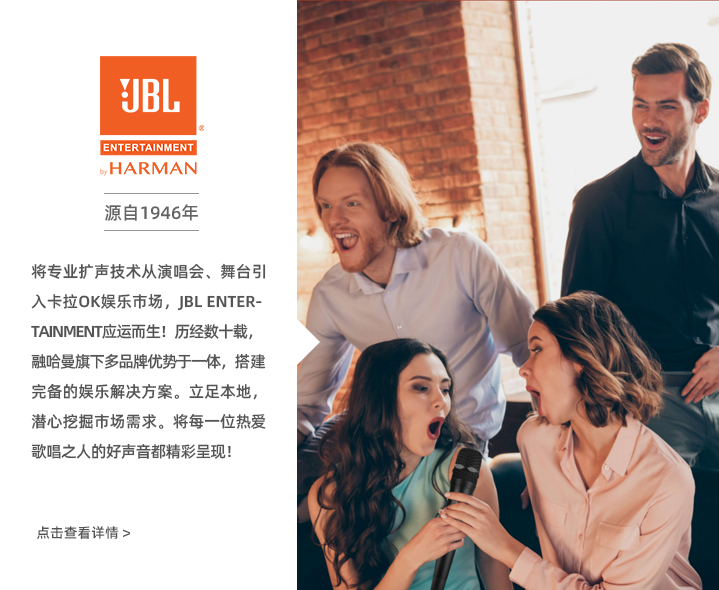 JBL
®
ENTERTAINMENT
by HARMAN
源自1946年
将专业扩声技术从演唱会、舞台引
入卡拉OK娱乐市场，JBL ENTER-
TAINMENT应运而生！历经数十载，
融哈曼旗下多品牌优势于一体，搭建
完备的娱乐解决方案。立足本地，
潜心挖掘市场需求。将每一位热爱
歌唱之人的好声音都精彩呈现！
点击查看详情 >